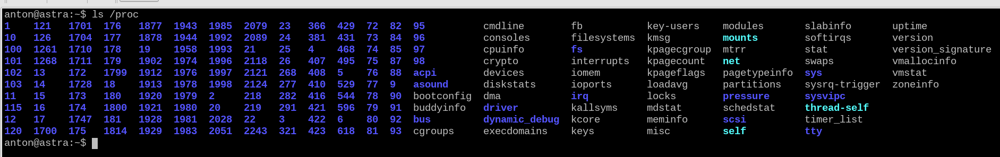 anton@astra:~$ ls /proc
1    121   1701  176   1877  1943  1985  2079  23   366  429  72  82  95          cmdline        fb           key-users    modules       slabinfo      uptime
10   126   1704  177   1878  1944  1992  2089  24   381  431  73  84  96          consoles       filesystems  kmsg         mounts        softirqs      version
100  1261  1710  178   19    1958  1993  21    25   4    468  74  85  97          cpuinfo        fs           kpagecgroup  mtrr          stat          version_signature
101  1268  1711  179   1902  1974  1996  2118  26   407  495  75  87  98          crypto         interrupts   kpagecount   net           swaps         vmallocinfo
102  13    172   1799  1912  1976  1997  2121  268  408  5    76  88  acpi        devices        iomem        kpageflags   pagetypeinfo  sys           vmstat
103  14    1728  18    1913  1978  1998  2124  277  410  529  77  9   asound      diskstats      ioports      loadavg      partitions    sysrq-trigger  zoneinfo
11   15    173   180   1920  1979  2     218   282  416  544  78  90  bootconfig  dma            irq          locks        pressure      sysvipc
115  16    174   1800  1921  1980  20    219   291  421  596  79  91  buddyinfo   driver         kallsyms     mdstat       schedstat     thread-self
12   17    1747  181   1928  1981  2028  22    3    422  6    80  92  bus         dynamic_debug  kcore        meminfo      scsi          timer_list
120  1700  175   1814  1929  1983  2051  2243  321  423  618  81  93  cgroups     execdomains    keys         misc         self          tty
anton@astra:~$